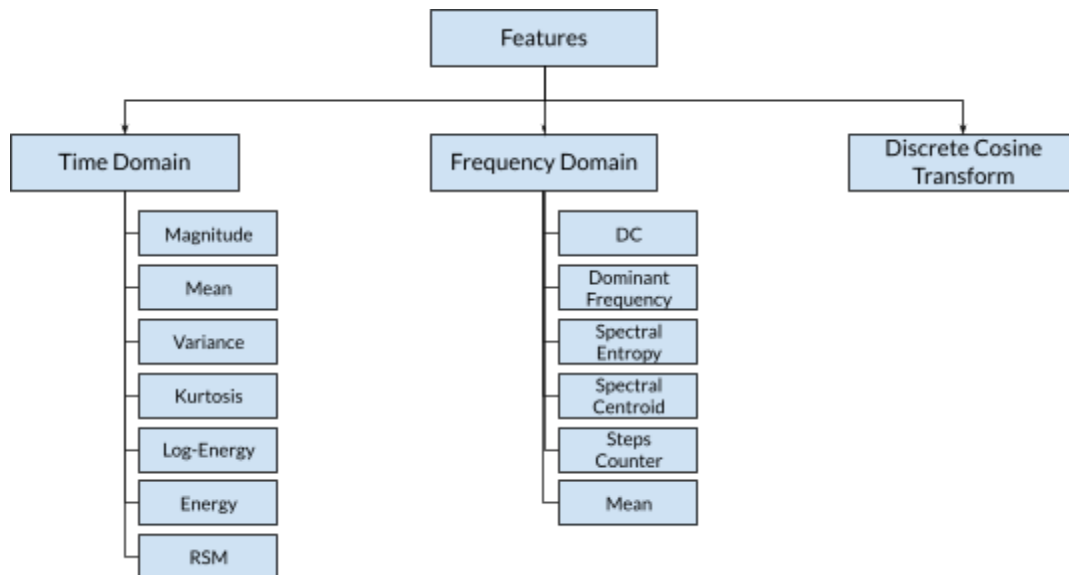 Features
Time Domain
Frequency Domain
Discrete Cosine
Transform
Magnitude
Mean
Variance
Kurtosis
Log-Energy
Energy
RSM
DC
Dominant
Frequency
Spectral
Entropy
Spectral
Centroid
Steps
Counter
Mean